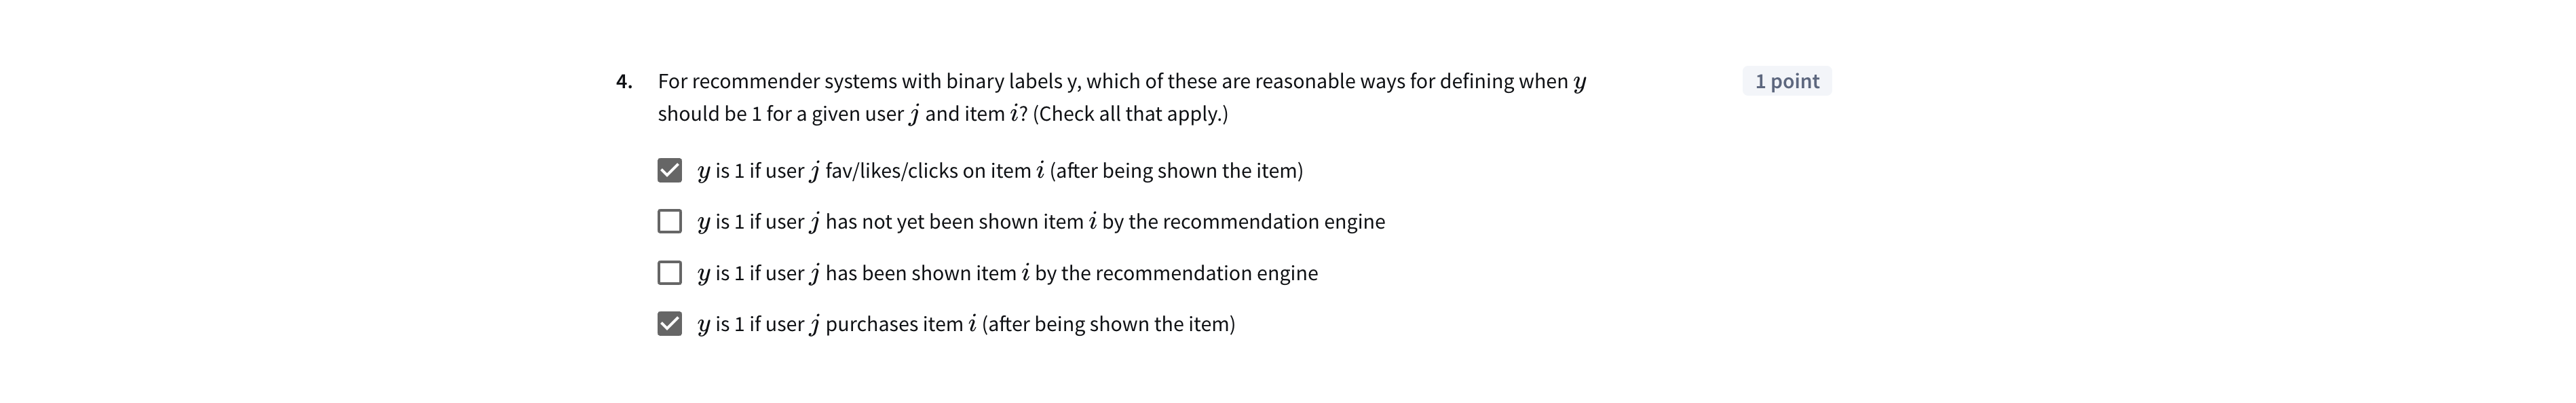 4. For recommender systems with binary labels y, which of these are reasonable ways for defining when y 1 point
should be 1 for a given user j and item i? (Check all that apply.)
y is 1 if user j fav/likes/clicks on item i (after being shown the item)
y is 1 if user j has not yet been shown item i by the recommendation engine
y is 1 if user j has been shown item i by the recommendation engine
y is 1 if user j purchases item i (after being shown the item)